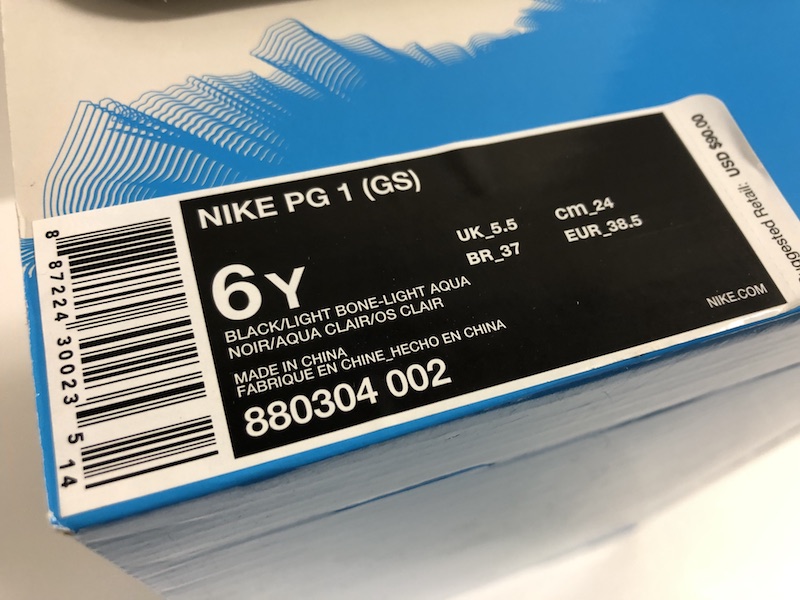 NIKE PG 1 (GS)
6Y
UK_5.5
cm_24
BR_37
EUR_38.5
BLACK/LIGHT BONE-LIGHT AQUA
NOIR/AQUA CLAIR/OS CLAIR
MADE IN CHINA
FABRIQUE EN CHINE_HECHO EN CHINA
880304 002
NIKE.COM
Suggested Retail: USD $90.00
8 87224 30023 5 14